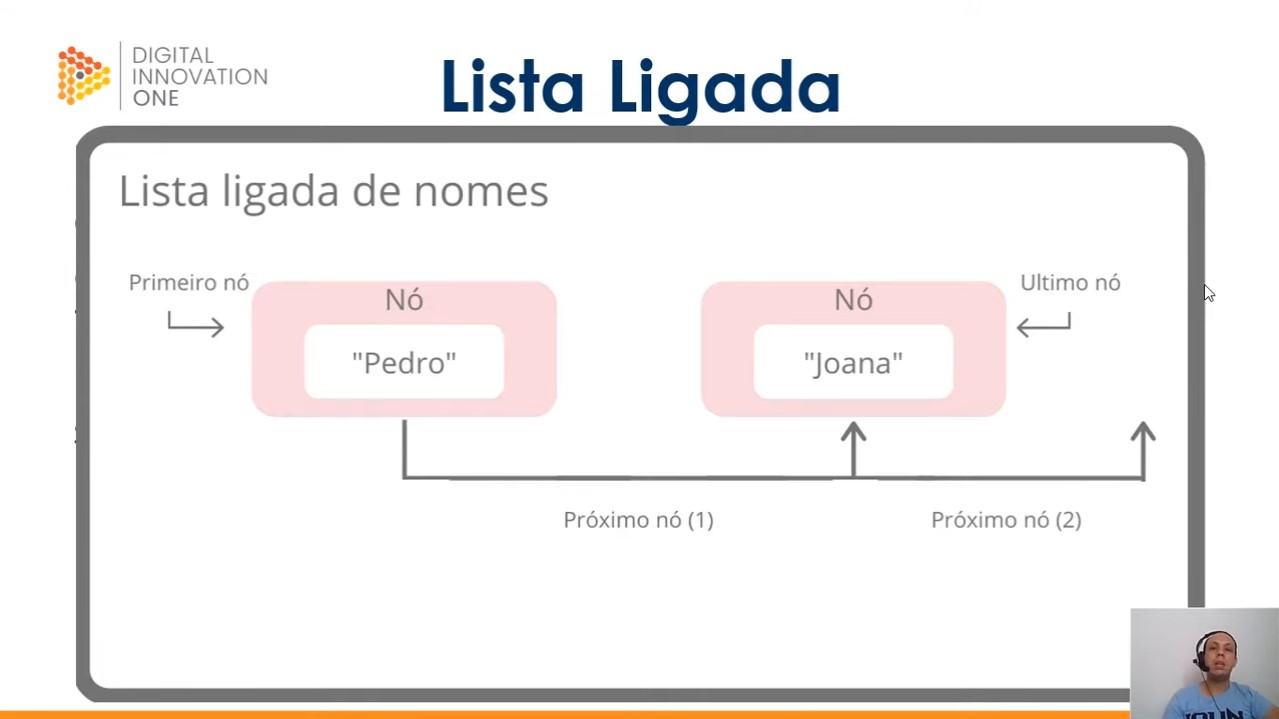 DIGITAL
INNOVATION
ONE
Lista Ligada
Lista ligada de nomes
Primeiro nó
Nó
"Pedro"
Nó
"Joana"
Ultimo nó
Próximo nó (1)
Próximo nó (2)